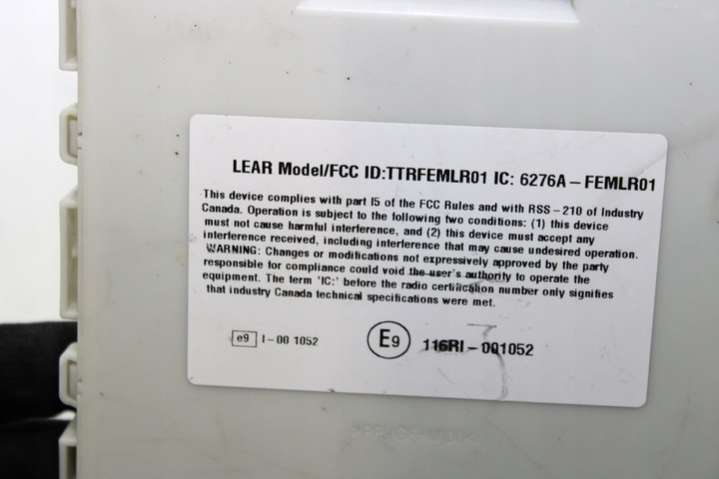 LEAR Model/FCC ID:TTRFEMLR01 IC: 6276A – FEMLR01
This device complies with part I5 of the FCC Rules and with RSS – 210 of Industry
Canada. Operation is subject to the following two conditions: (1) this device
must not cause harmful interference, and (2) this device must accept any
interference received, including interference that may cause undesired operation.
WARNING: Changes or modifications not expressively approved by the party
responsible for compliance could void the user's authority to operate the
equipment. The term 'IC:' before the radio certification number only signifies
that industry Canada technical specifications were met.
e9 I – 00 1052 E9 116RI – 001052